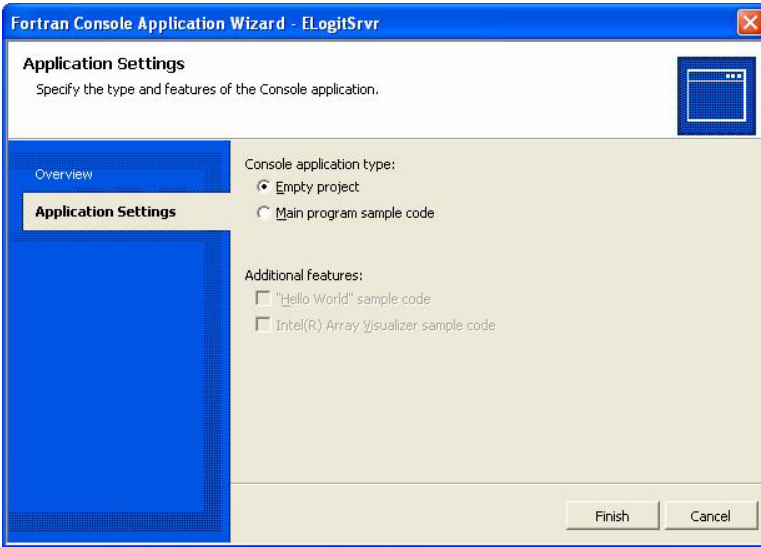 Fortran Console Application Wizard - ELogitSrvr
Application Settings
Specify the type and features of the Console application.
Overview
Application Settings
Console application type:
Empty project
Main program sample code
Additional features:
"Hello World" sample code
Intel(R) Array Visualizer sample code
Finish
Cancel